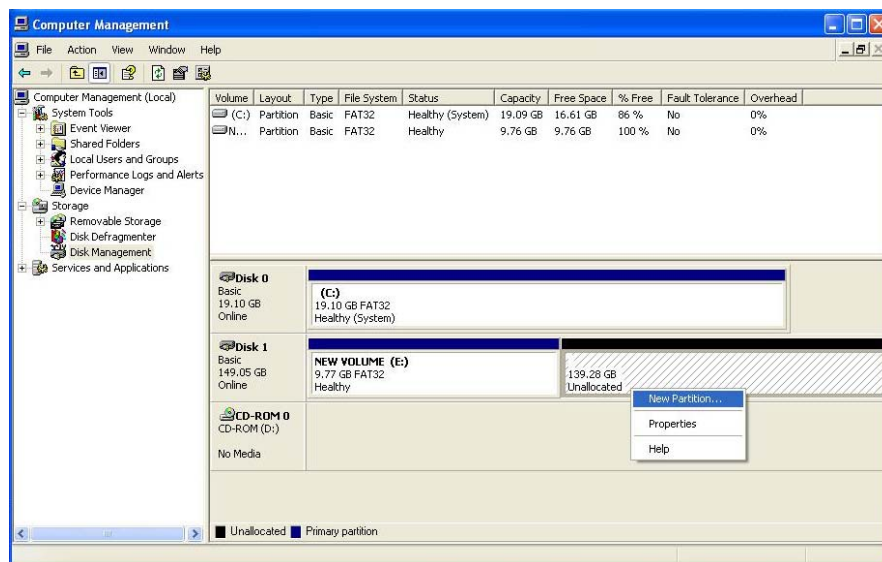 Computer Management
File Action View Window Help
Computer Management (Local)
System Tools
Event Viewer
Shared Folders
Local Users and Groups
Performance Logs and Alerts
Device Manager
Storage
Removable Storage
Disk Defragmenter
Disk Management
Services and Applications
Volume Layout Type File System Status Capacity Free Space % Free Fault Tolerance Overhead
(C:) Partition Basic FAT32 Healthy (System) 19.09 GB 16.61 GB 86 % No 0%
N... Partition Basic FAT32 Healthy 9.76 GB 9.76 GB 100 % No 0%
Disk 0
Basic
19.10 GB
Online
(C:)
19.10 GB FAT32
Healthy (System)
Disk 1
Basic
149.05 GB
Online
NEW VOLUME (E:)
9.77 GB FAT32
Healthy
139.28 GB
Unallocated
New Partition...
Properties
Help
CD-ROM 0
CD-ROM (D:)
No Media
Unallocated Primary partition